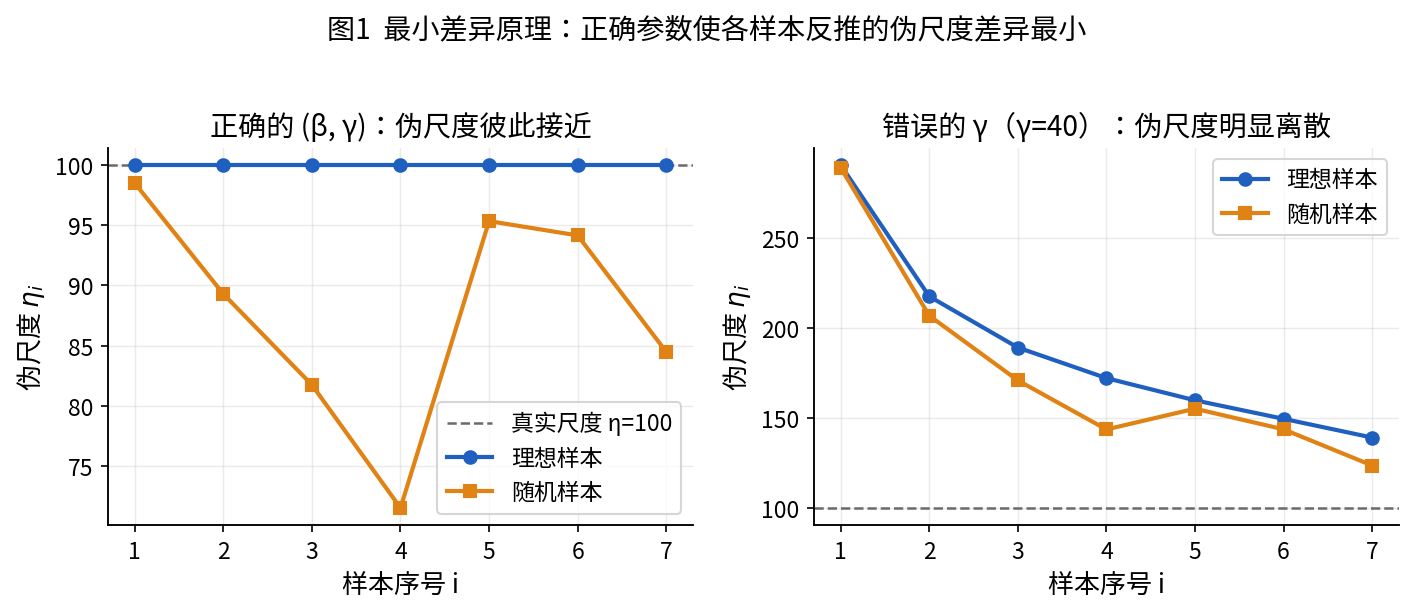 图1 最小差异原理：正确参数使各样本反推的伪尺度差异最小
正确的 (β, γ)：伪尺度彼此接近
伪尺度 ηi
100
95
90
85
80
75
真实尺度 η=100
理想样本
随机样本
1 2 3 4 5 6 7
样本序号 i
错误的 γ（γ=40）：伪尺度明显离散
伪尺度 ηi
250
200
150
100
理想样本
随机样本
1 2 3 4 5 6 7
样本序号 i